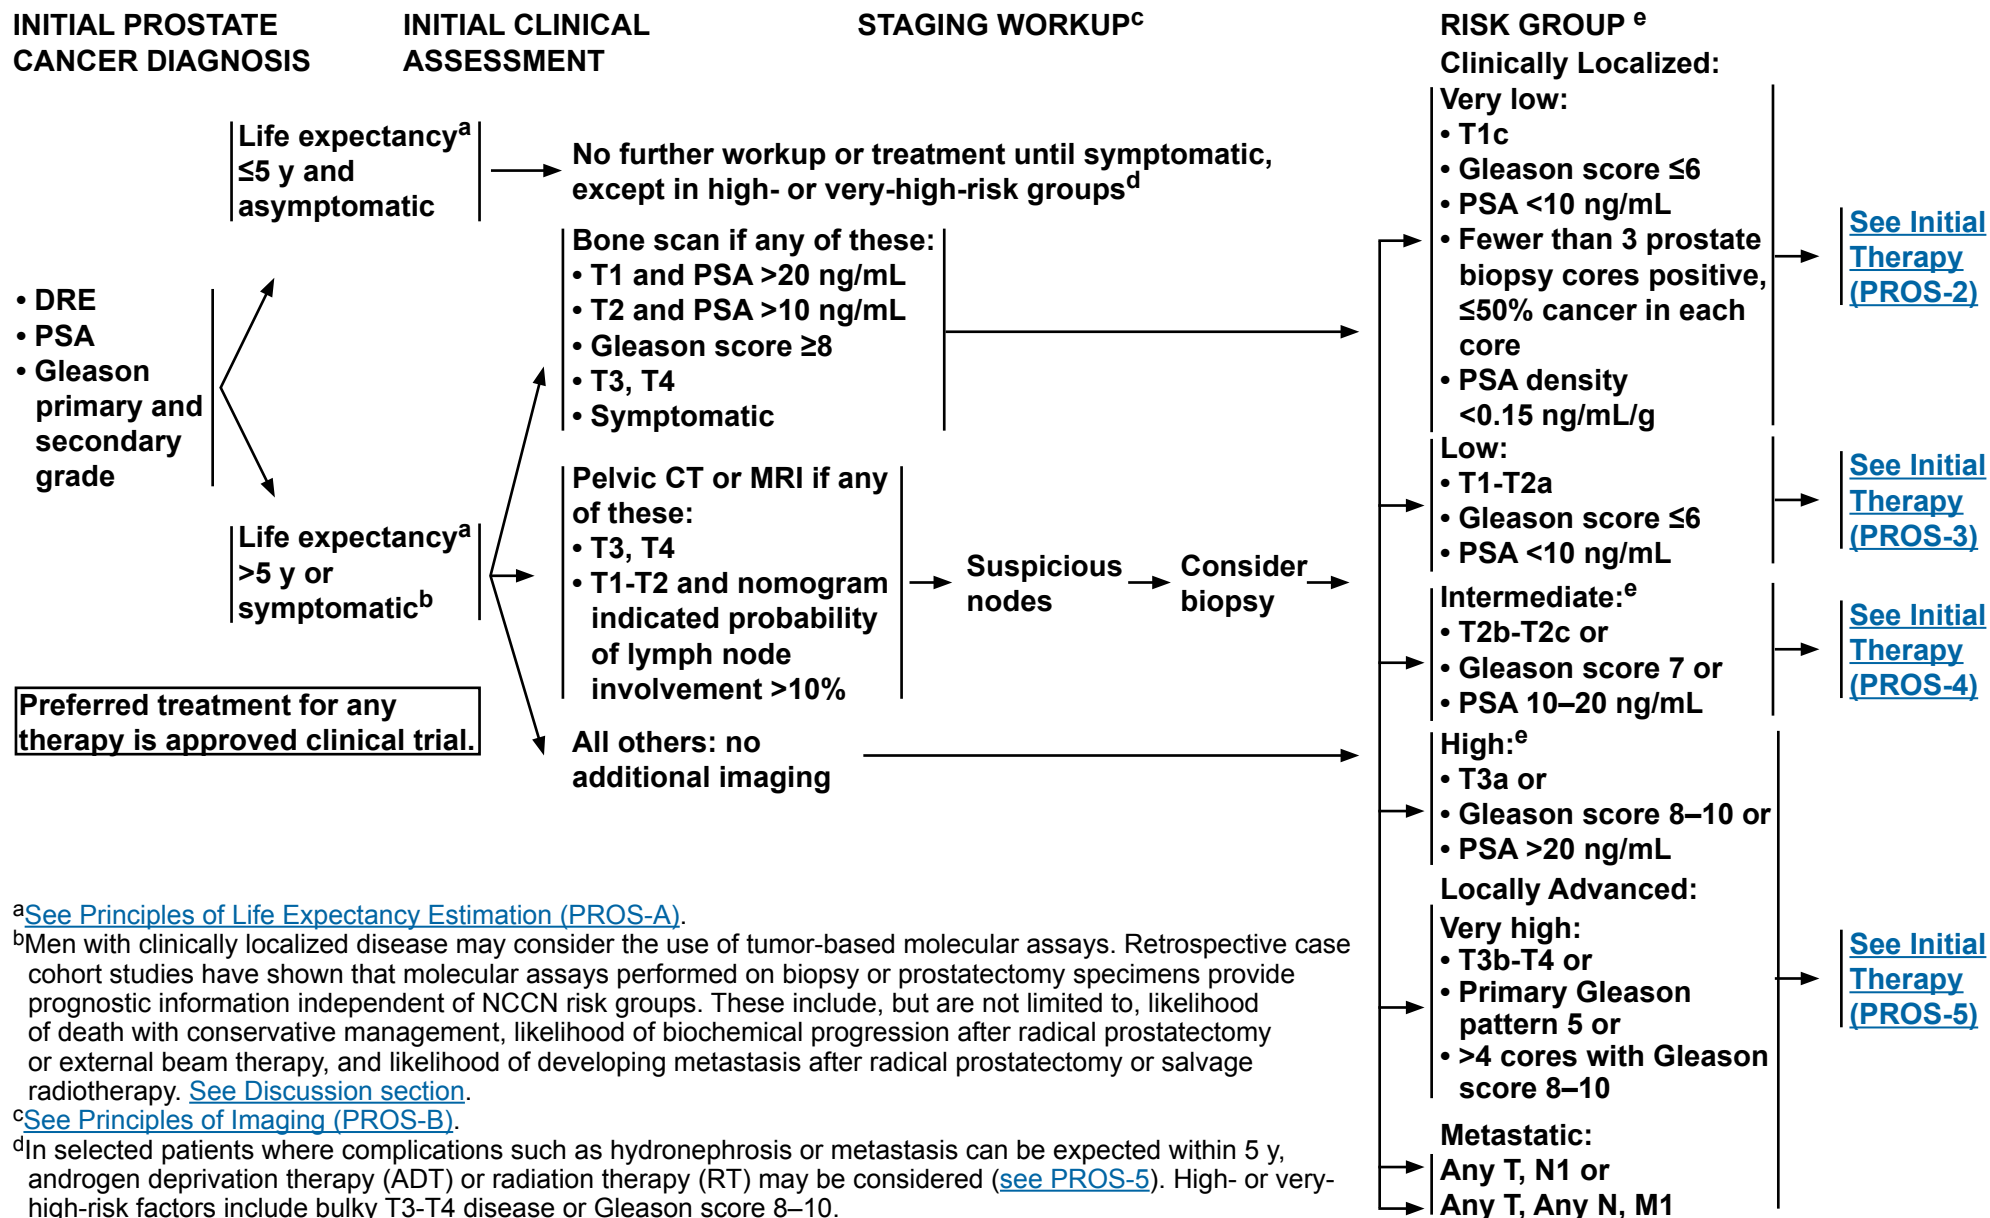 INITIAL PROSTATE
CANCER DIAGNOSIS
INITIAL CLINICAL
ASSESSMENT
STAGING WORKUPc
RISK GROUP e
• DRE
• PSA
• Gleason
primary and
secondary
grade
Life expectancya
≤5 y and
asymptomatic
Life expectancya
>5 y or
symptomaticb
Preferred treatment for any
therapy is approved clinical trial.
No further workup or treatment until symptomatic,
except in high- or very-high-risk groupsd
Bone scan if any of these:
• T1 and PSA >20 ng/mL
• T2 and PSA >10 ng/mL
• Gleason score ≥8
• T3, T4
• Symptomatic
Pelvic CT or MRI if any
of these:
• T3, T4
• T1-T2 and nomogram
indicated probability
of lymph node
involvement >10%
Suspicious
nodes
Consider
biopsy
All others: no
additional imaging
Clinically Localized:
Very low:
• T1c
• Gleason score ≤6
• PSA <10 ng/mL
• Fewer than 3 prostate
biopsy cores positive,
≤50% cancer in each
core
• PSA density
<0.15 ng/mL/g
See Initial
Therapy
(PROS-2)
Low:
• T1-T2a
• Gleason score ≤6
• PSA <10 ng/mL
See Initial
Therapy
(PROS-3)
Intermediate:e
• T2b-T2c or
• Gleason score 7 or
• PSA 10–20 ng/mL
See Initial
Therapy
(PROS-4)
High:e
• T3a or
• Gleason score 8–10 or
• PSA >20 ng/mL
Locally Advanced:
Very high:
• T3b-T4 or
• Primary Gleason
pattern 5 or
• >4 cores with Gleason
score 8–10
See Initial
Therapy
(PROS-5)
Metastatic:
Any T, N1 or
Any T, Any N, M1
aSee Principles of Life Expectancy Estimation (PROS-A).
bMen with clinically localized disease may consider the use of tumor-based molecular assays. Retrospective case
cohort studies have shown that molecular assays performed on biopsy or prostatectomy specimens provide
prognostic information independent of NCCN risk groups. These include, but are not limited to, likelihood
of death with conservative management, likelihood of biochemical progression after radical prostatectomy
or external beam therapy, and likelihood of developing metastasis after radical prostatectomy or salvage
radiotherapy. See Discussion section.
cSee Principles of Imaging (PROS-B).
dIn selected patients where complications such as hydronephrosis or metastasis can be expected within 5 y,
androgen deprivation therapy (ADT) or radiation therapy (RT) may be considered (see PROS-5). High- or very-
high-risk factors include bulky T3-T4 disease or Gleason score 8–10.